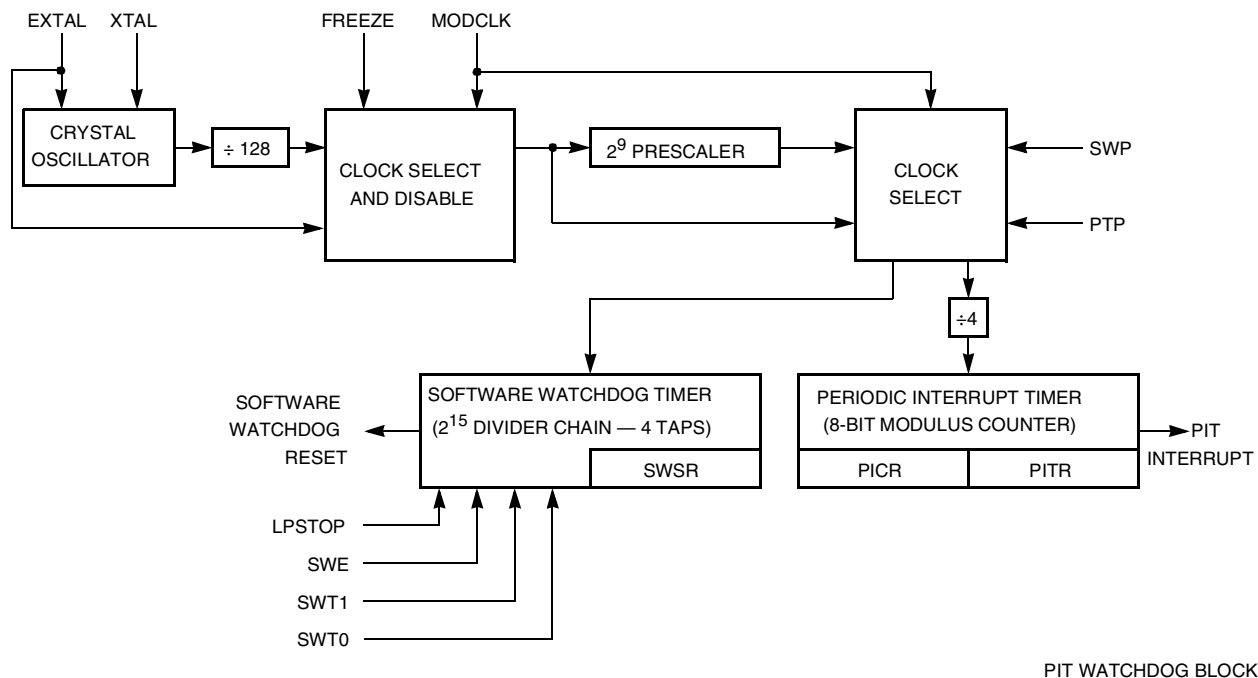 EXTAL XTAL FREEZE MODCLK
CRYSTAL
OSCILLATOR
÷ 128
CLOCK SELECT
AND DISABLE
2⁹ PRESCALER
CLOCK
SELECT
SWP
PTP
÷4
SOFTWARE
WATCHDOG
RESET
SOFTWARE WATCHDOG TIMER
(2¹⁵ DIVIDER CHAIN — 4 TAPS)
SWSR
PERIODIC INTERRUPT TIMER
(8-BIT MODULUS COUNTER)
PICR
PITR
PIT
INTERRUPT
LPSTOP
SWE
SWT1
SWT0
PIT WATCHDOG BLOCK